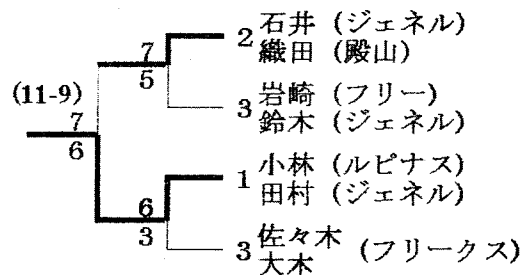 2 石井 (ジェネル)
織田 (殿山)
7
5
3 岩崎 (フリー)
鈴木 (ジェネル)
(11-9)
7
6
1 小林 (ルピナス)
田村 (ジェネル)
6
3
3 佐々木
大木 (フリークス)